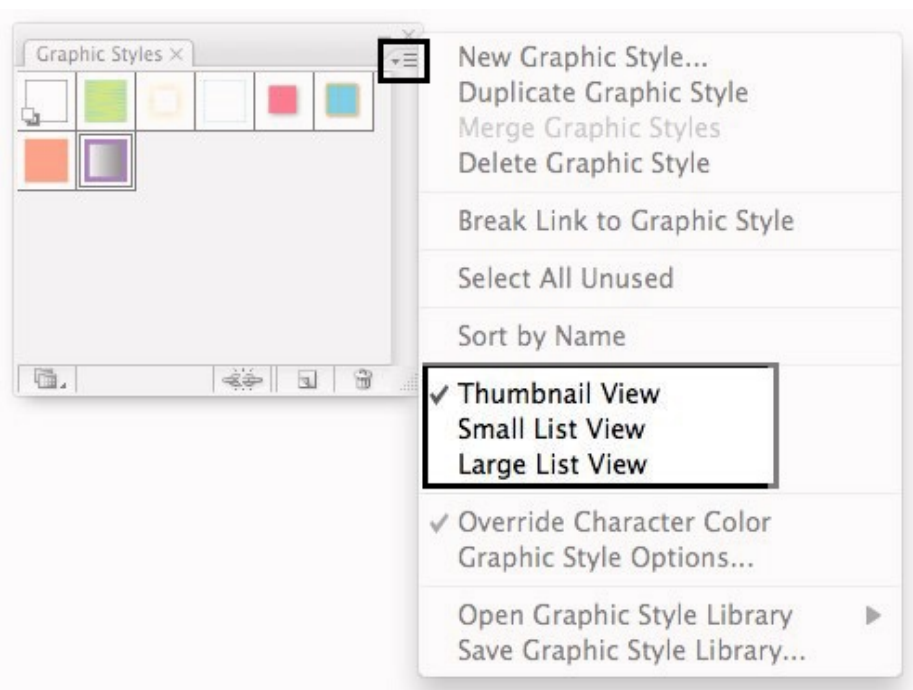 Graphic Styles
New Graphic Style...
Duplicate Graphic Style
Merge Graphic Styles
Delete Graphic Style
Break Link to Graphic Style
Select All Unused
Sort by Name
Thumbnail View
Small List View
Large List View
Override Character Color
Graphic Style Options...
Open Graphic Style Library
Save Graphic Style Library...